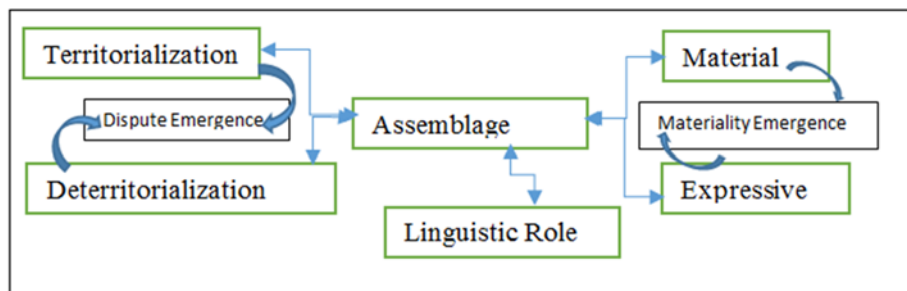 Territorialization
Material
Dispute Emergence
Assemblage
Materiality Emergence
Deterritorialization
Expressive
Linguistic Role